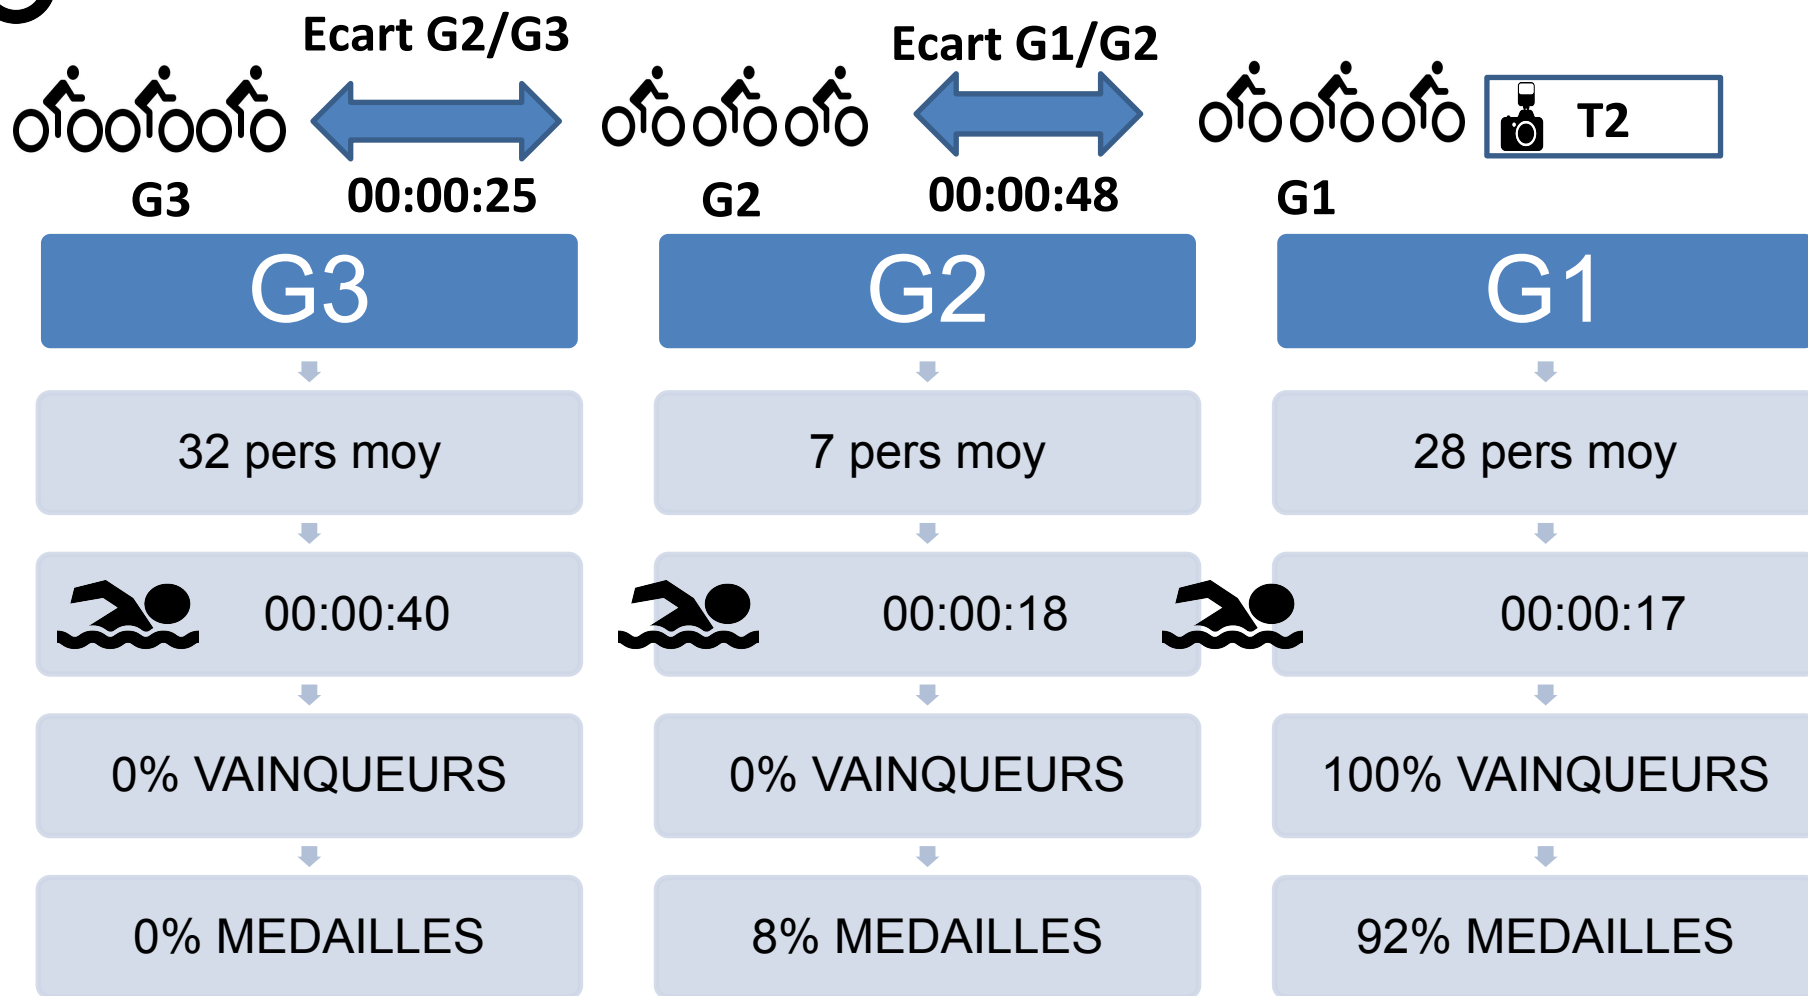 Ecart G2/G3
Ecart G1/G2
T2
G3
00:00:25
G2
00:00:48
G1
G3
G2
G1
32 pers moy
7 pers moy
28 pers moy
00:00:40
00:00:18
00:00:17
0% VAINQUEURS
0% VAINQUEURS
100% VAINQUEURS
0% MEDAILLES
8% MEDAILLES
92% MEDAILLES